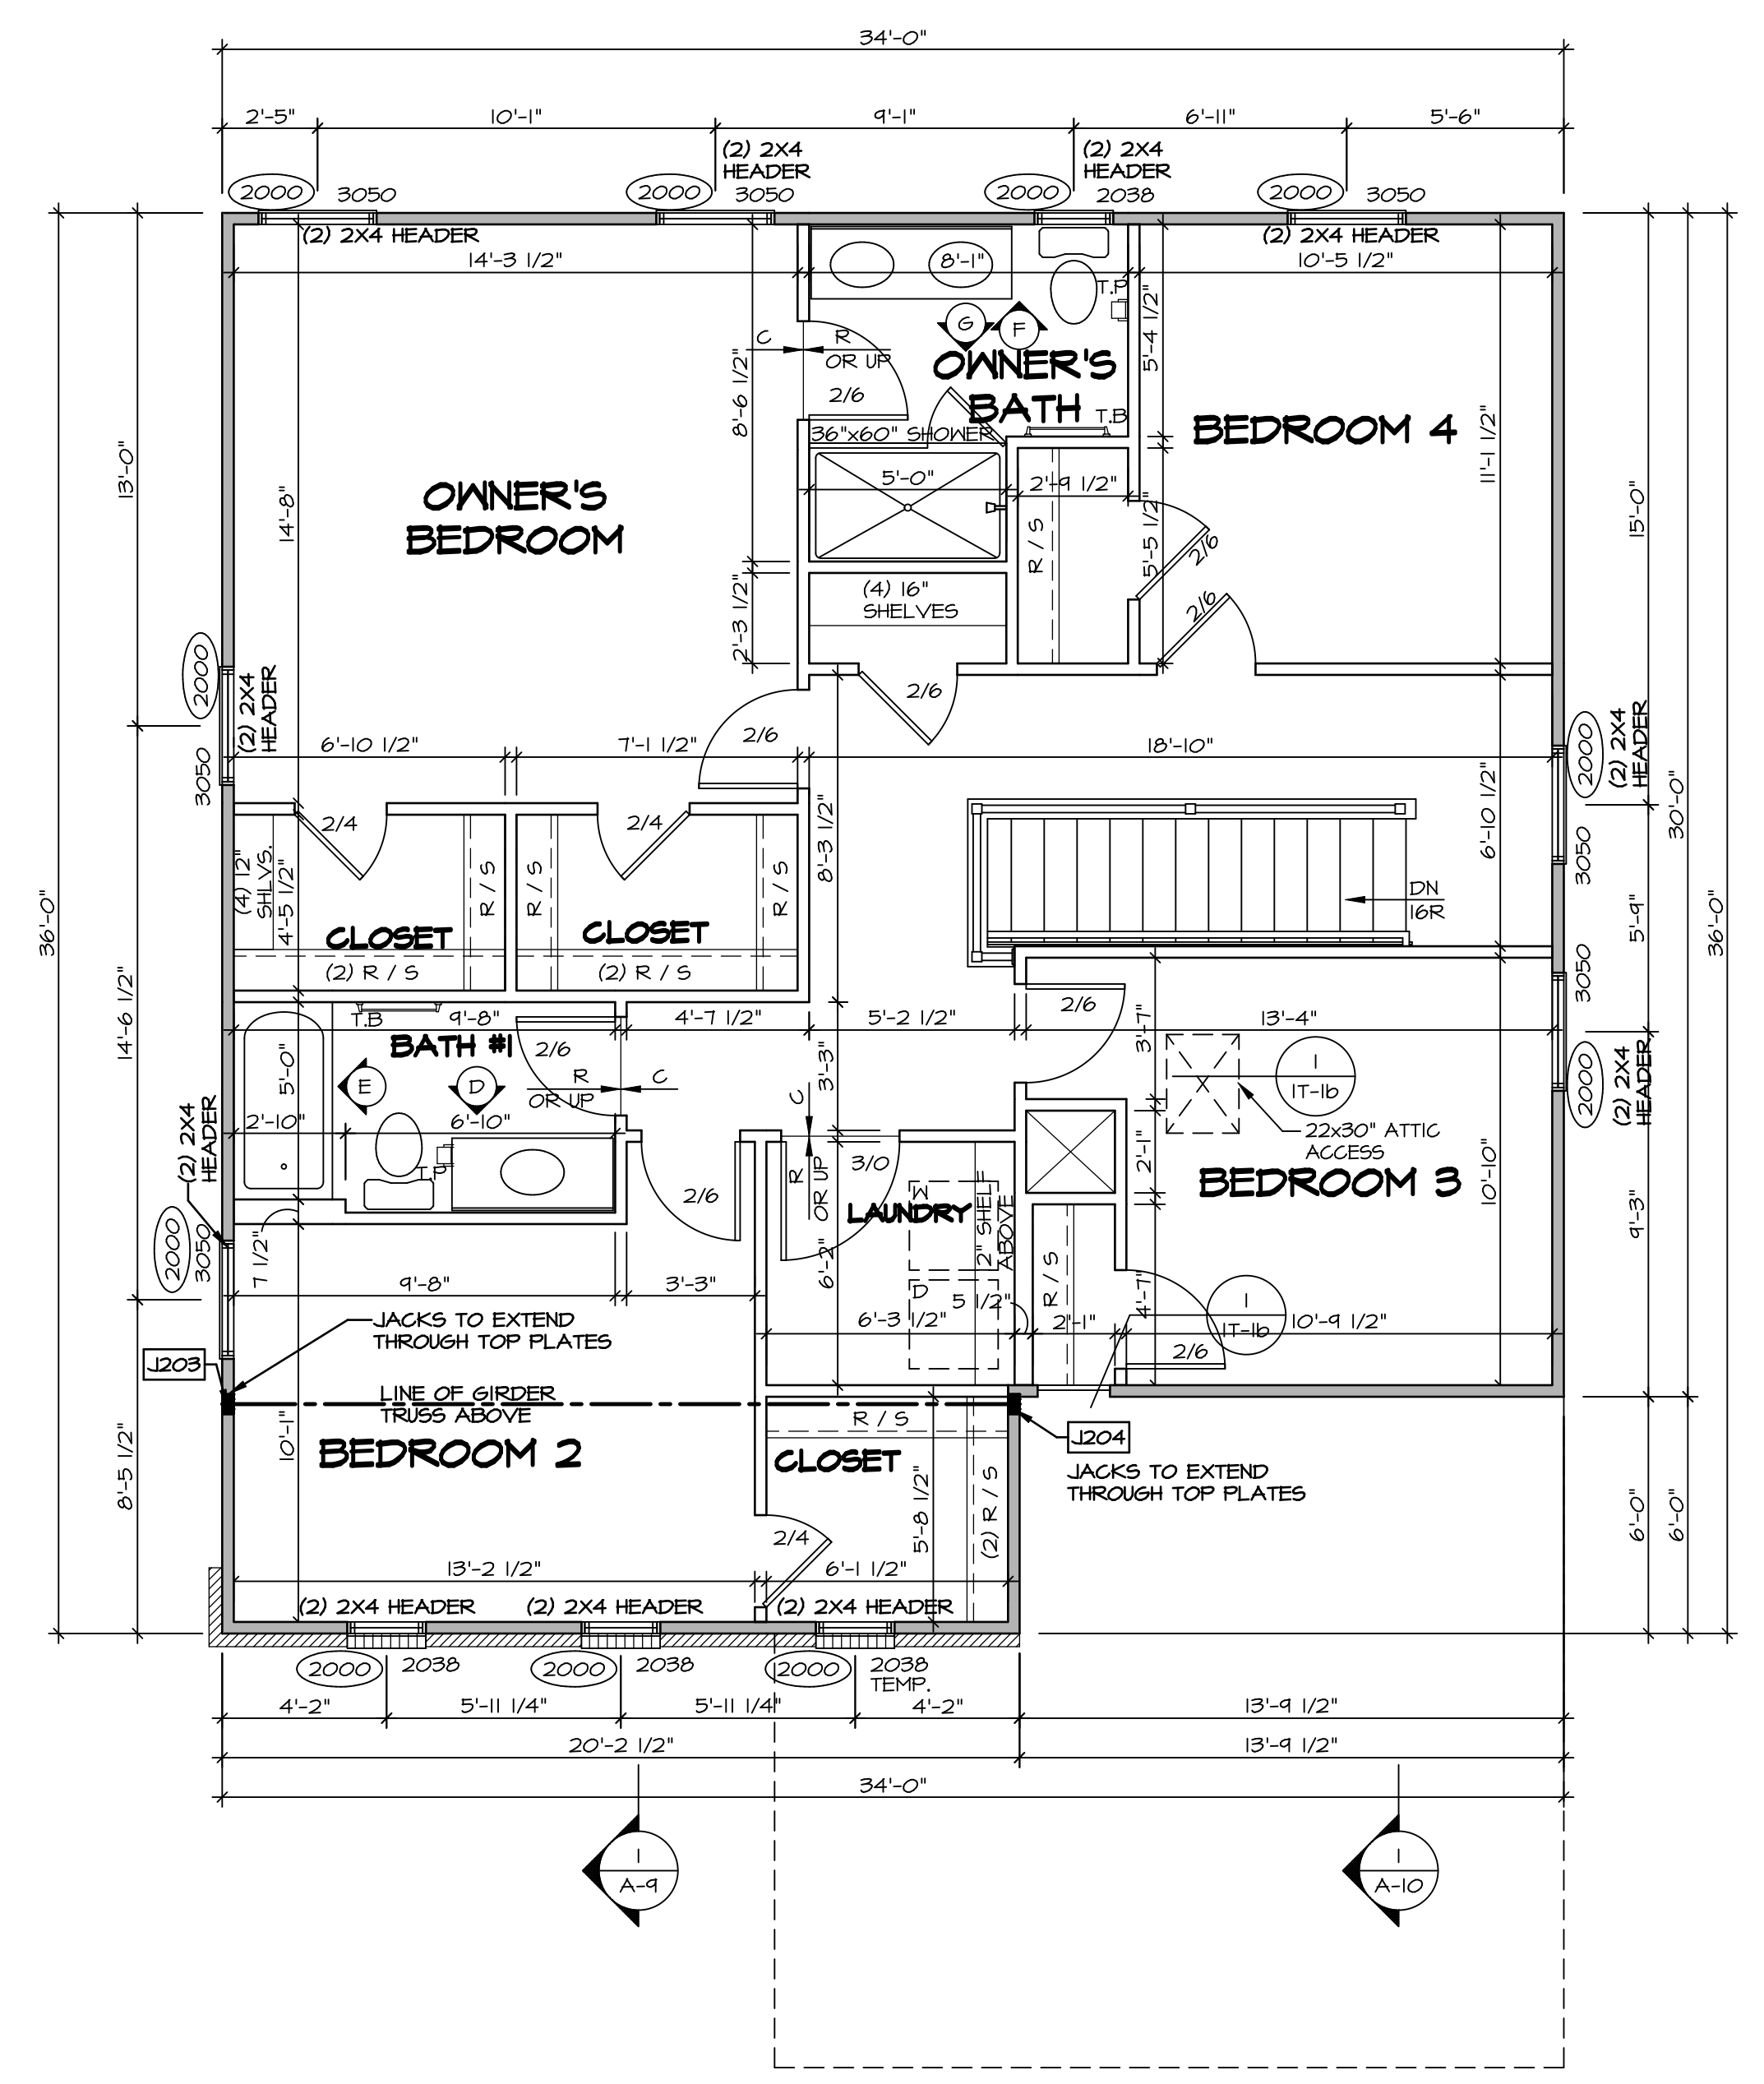 34'-0"
2'-5" 10'-1" 9'-1" 6'-11" 5'-6"
(2) 2X4 HEADER
(2) 2X4 HEADER
2000 3050 2000 3050 2000 2038 2000 3050
(2) 2X4 HEADER
(2) 2X4 HEADER
14'-3 1/2" 8'-1" 10'-5 1/2"
T.P
G F
C R
OR UP
2/6
OWNER'S
BATH
T.B
5'-4 1/2"
8'-6 1/2"
36"x60" SHOWER
BEDROOM 4
11'-1 1/2"
13'-0"
14'-8"
OWNER'S
BEDROOM
5'-0" 2'-9 1/2"
R / S
5'-5 1/2"
2/6
15'-0"
2'-3 1/2"
(4) 16"
SHELVES
2/6
2/6
2000
(2) 2X4
HEADER
3050
2/6
6'-10 1/2" 7'-1 1/2" 18'-10"
(2) 2X4
HEADER
2000
3050
30'-0"
2/4 2/4
(4) 12"
SHLVS.
4'-5 1/2"
R / S R / S R / S
8'-3 1/2"
6'-10 1/2"
DN
16R
36'-0"
5'-9"
36'-0"
CLOSET CLOSET
(2) R / S (2) R / S
3050
14'-6 1/2"
T.B 9'-8" 4'-7 1/2" 5'-2 1/2" 2/6 13'-4"
BATH #1 2/6
3'-7"
5'-0"
E D
R C
OR UP
3'-3"
C
1
1T-1b
2000
(2) 2X4
HEADER
2'-10" 6'-10"
22x30" ATTIC
ACCESS
(2) 2X4
HEADER
T.P
2/6
R
OR UP
3/0
2'-1"
BEDROOM 3
10'-10"
W
LAUNDRY
12" SHELF
ABOVE
9'-3"
2000
3050
7 1/2"
6'-2"
R / S
4'-7"
9'-8" 3'-3"
D 5 1/2"
1
1T-1b
6'-3 1/2" 2'-1" 10'-9 1/2"
2/6
JACKS TO EXTEND
THROUGH TOP PLATES
J203
LINE OF GIRDER
TRUSS ABOVE
R / S
10'-1"
BEDROOM 2
CLOSET
J204
JACKS TO EXTEND
THROUGH TOP PLATES
8'-5 1/2"
5'-8 1/2"
(2) R / S
6'-0" 6'-0"
2/4
13'-2 1/2" 6'-1 1/2"
(2) 2X4 HEADER (2) 2X4 HEADER (2) 2X4 HEADER
2000 2038 2000 2038 2000 2038
TEMP.
4'-2" 5'-11 1/4" 5'-11 1/4" 4'-2" 13'-9 1/2"
20'-2 1/2" 13'-9 1/2"
34'-0"
1
A-9
1
A-10